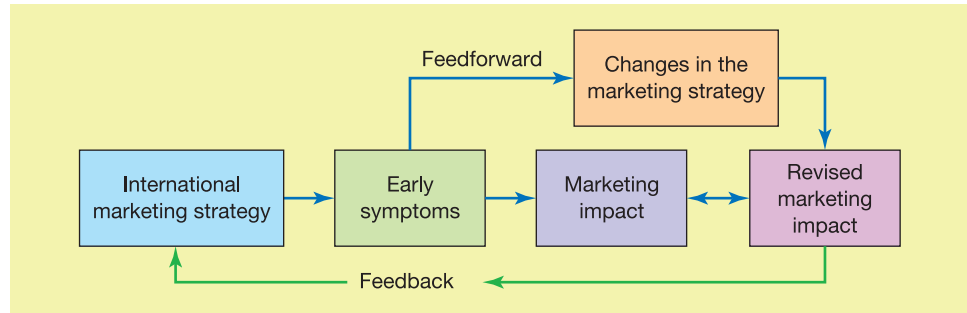 Feedforward
Changes in the
marketing strategy
International
marketing strategy
Early
symptoms
Marketing
impact
Revised
marketing
impact
Feedback